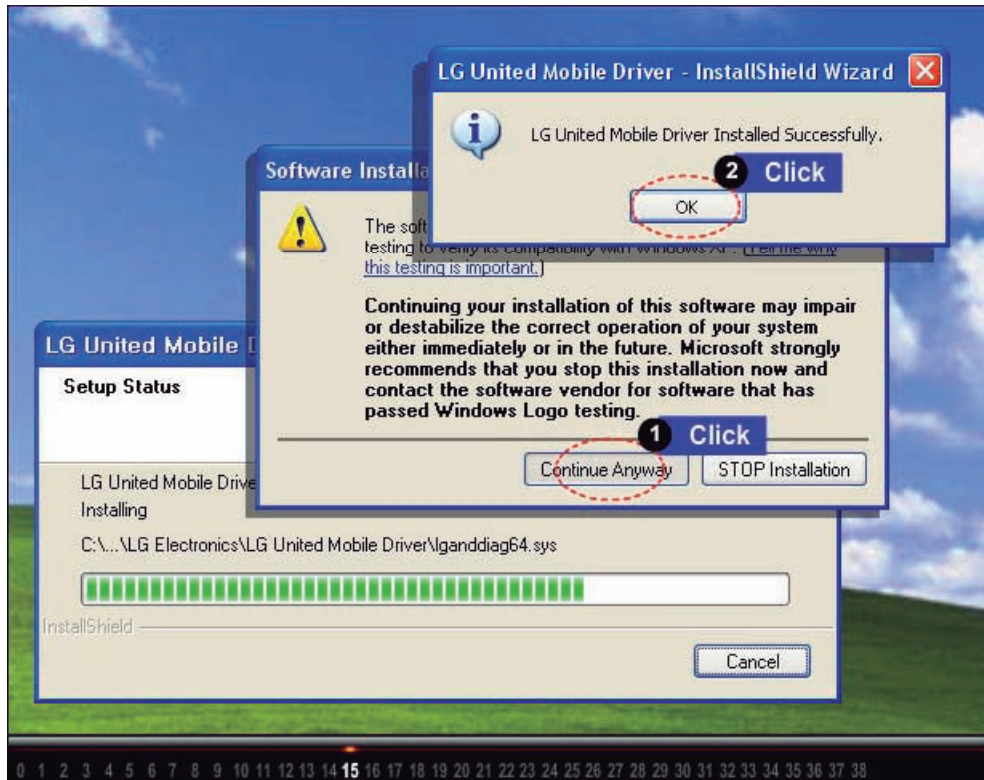 LG United Mobile Driver - InstallShield Wizard
LG United Mobile Driver Installed Successfully.
2 Click
OK
Software Installa
The soft
testing to verify its compatibility with Windows XP. (Tell me why
this testing is important.)
Continuing your installation of this software may impair
or destabilize the correct operation of your system
either immediately or in the future. Microsoft strongly
recommends that you stop this installation now and
contact the software vendor for software that has
passed Windows Logo testing.
1 Click
Continue Anyway
STOP Installation
LG United Mobile D
Setup Status
LG United Mobile Drive
Installing
C:\...\LG Electronics\LG United Mobile Driver\lganddiag64.sys
InstallShield
Cancel
0 1 2 3 4 5 6 7 8 9 10 11 12 13 14 15 16 17 18 19 20 21 22 23 24 25 26 27 28 29 30 31 32 33 34 35 36 37 38